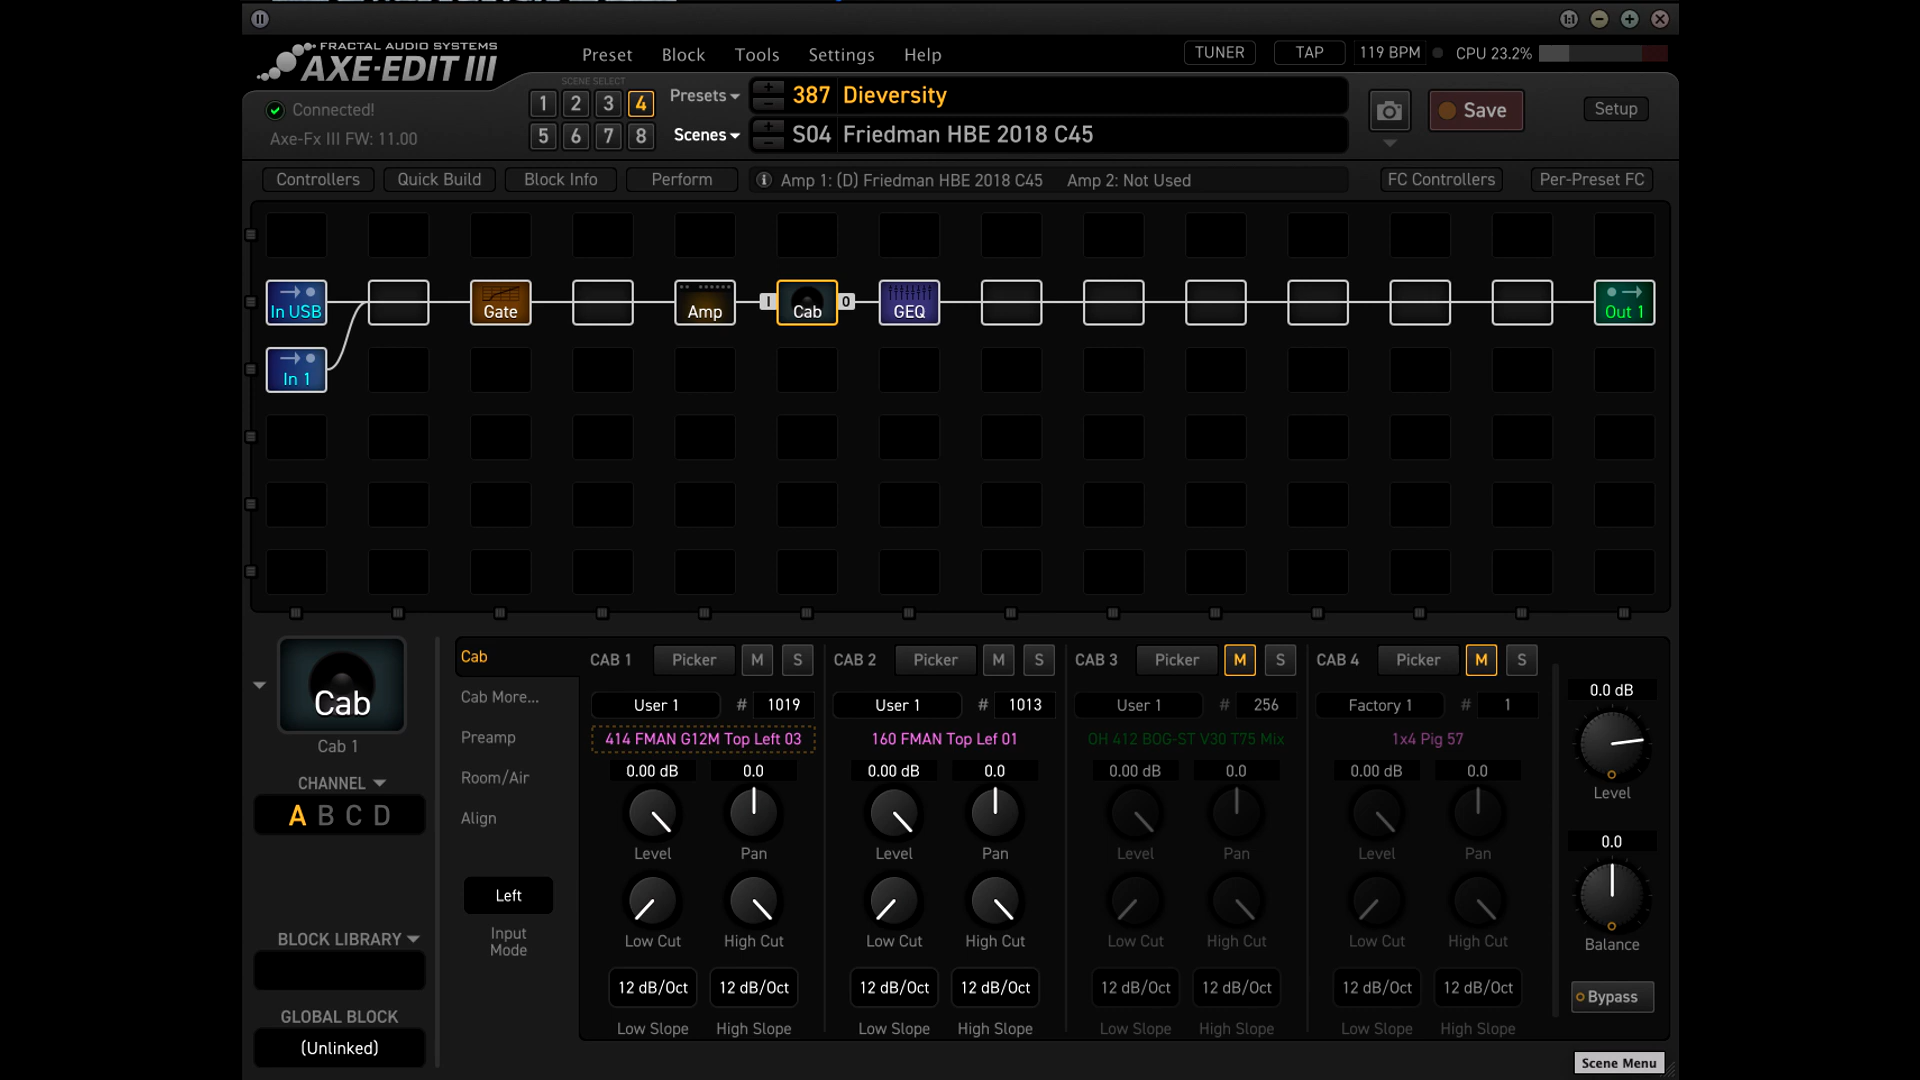 FRACTAL AUDIO SYSTEMS
AXE-EDIT III
Preset Block Tools Settings Help
TUNER TAP 119 BPM CPU 23.2%
Connected!
Axe-Fx III FW: 11.00
SCENE SELECT
1 2 3 4
5 6 7 8
Presets
Scenes
387 Dieversity
S04 Friedman HBE 2018 C45
Save
Setup
Controllers Quick Build Block Info Perform
Amp 1: (D) Friedman HBE 2018 C45 Amp 2: Not Used
FC Controllers Per-Preset FC
In USB Gate Amp I Cab O GEQ Out 1
In 1
Cab
Cab 1
CHANNEL
A B C D
BLOCK LIBRARY
GLOBAL BLOCK
(Unlinked)
Cab
Cab More...
Preamp
Room/Air
Align
Left
Input
Mode
CAB 1 Picker M S
User 1 # 1019
414 FMAN G12M Top Left 03
0.00 dB 0.0
Level Pan
Low Cut High Cut
12 dB/Oct 12 dB/Oct
Low Slope High Slope
CAB 2 Picker M S
User 1 # 1013
160 FMAN Top Lef 01
0.00 dB 0.0
Level Pan
Low Cut High Cut
12 dB/Oct 12 dB/Oct
Low Slope High Slope
CAB 3 Picker M S
User 1 # 256
OH 412 BOG-ST V30 T75 Mix
0.00 dB 0.0
Level Pan
Low Cut High Cut
12 dB/Oct 12 dB/Oct
Low Slope High Slope
CAB 4 Picker M S
Factory 1 # 1
1x4 Pig 57
0.00 dB 0.0
Level Pan
Low Cut High Cut
12 dB/Oct 12 dB/Oct
Low Slope High Slope
0.0 dB
Level
0.0
Balance
Bypass
Scene Menu